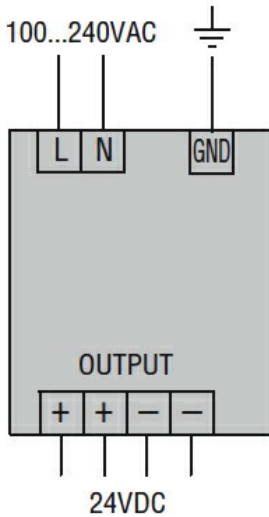 100...240VAC
L N GND
OUTPUT
+ + − −
24VDC